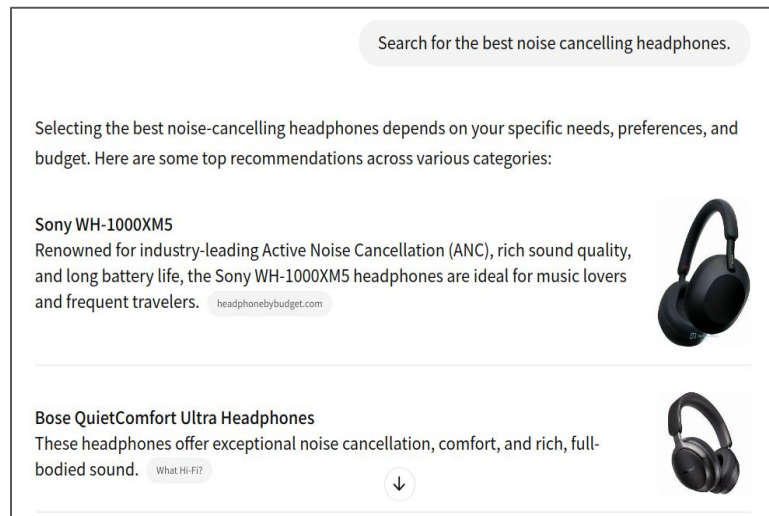 Search for the best noise cancelling headphones.
Selecting the best noise-cancelling headphones depends on your specific needs, preferences, and
budget. Here are some top recommendations across various categories:
Sony WH-1000XM5
Renowned for industry-leading Active Noise Cancellation (ANC), rich sound quality,
and long battery life, the Sony WH-1000XM5 headphones are ideal for music lovers
and frequent travelers. headphonebybudget.com
Bose QuietComfort Ultra Headphones
These headphones offer exceptional noise cancellation, comfort, and rich, full-
bodied sound. What Hi-Fi?